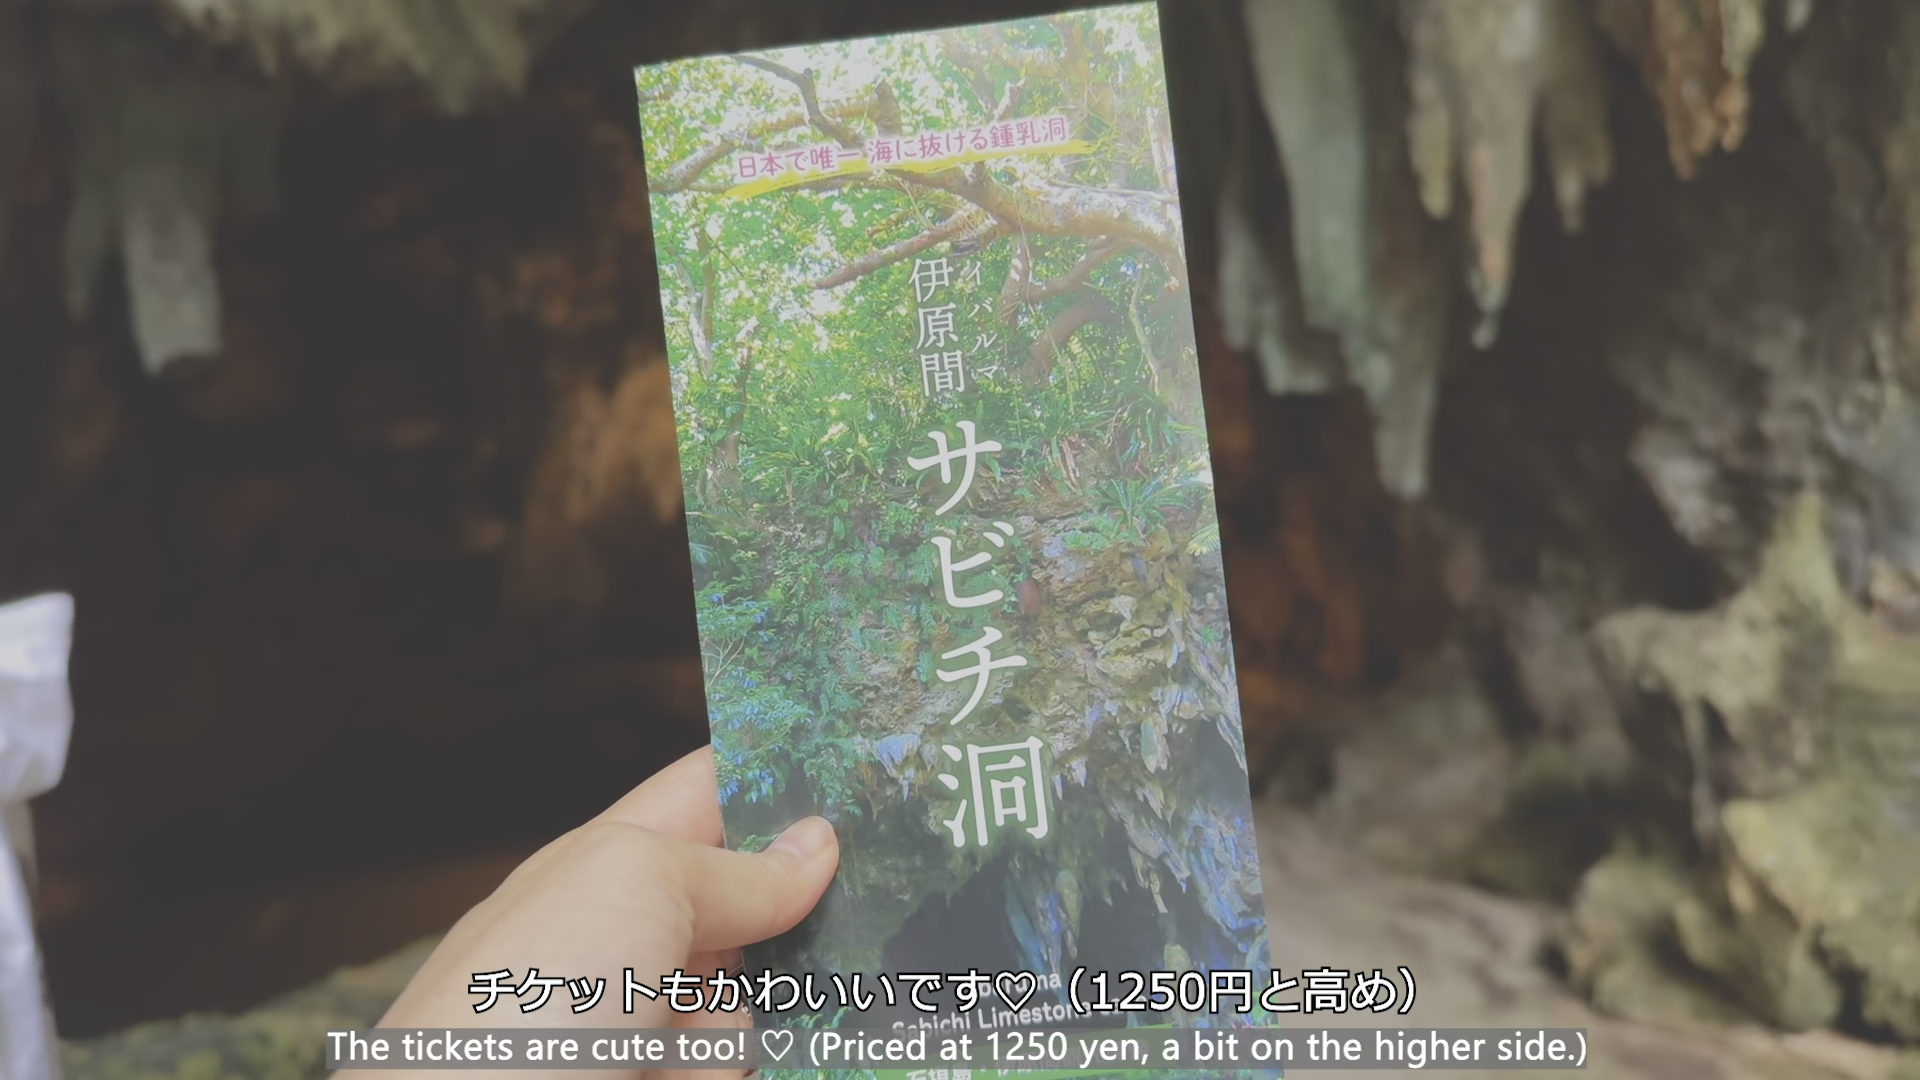 日本で唯一 海に抜ける鍾乳洞
伊原間
イバルマ
サビチ洞
チケットもかわいいです♡（1250円と高め）
Sabichi Limestone
The tickets are cute too! ♡ (Priced at 1250 yen, a bit on the higher side.)